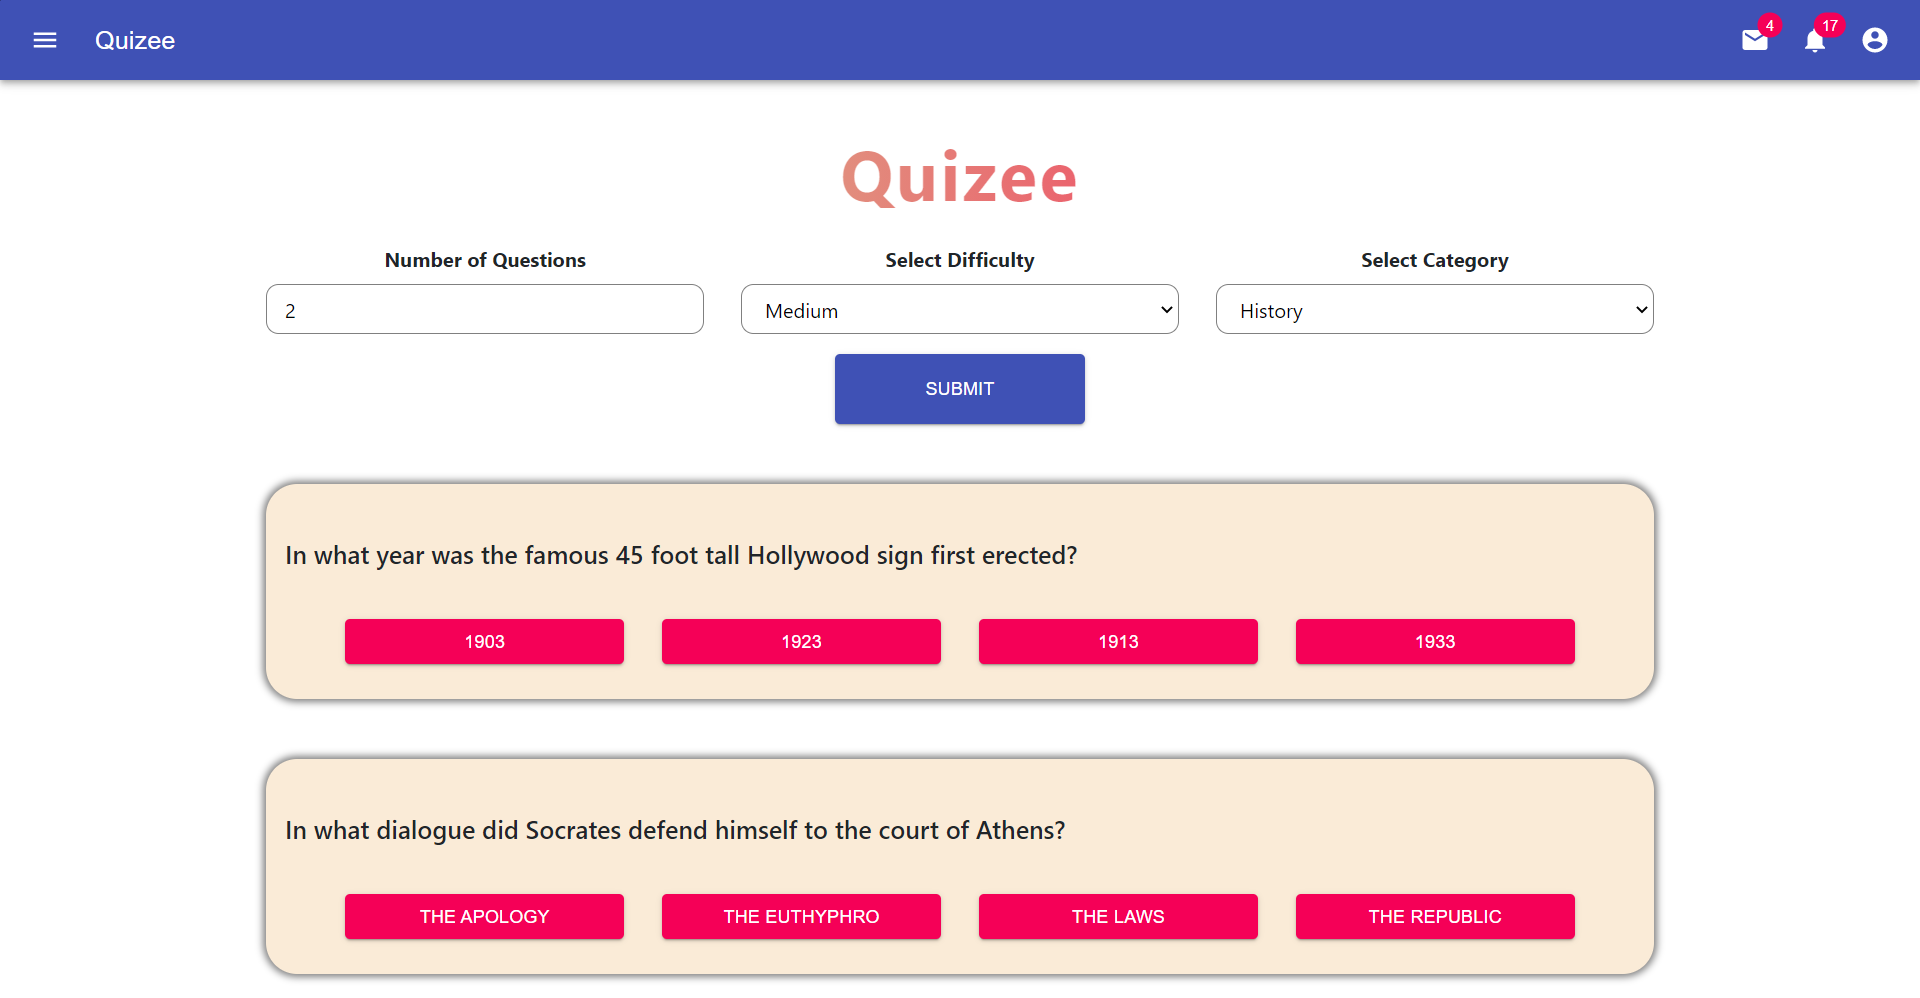 Quizee
4
17
Quizee
Number of Questions
Select Difficulty
Select Category
2
Medium
History
SUBMIT
In what year was the famous 45 foot tall Hollywood sign first erected?
1903
1923
1913
1933
In what dialogue did Socrates defend himself to the court of Athens?
THE APOLOGY
THE EUTHYPHRO
THE LAWS
THE REPUBLIC